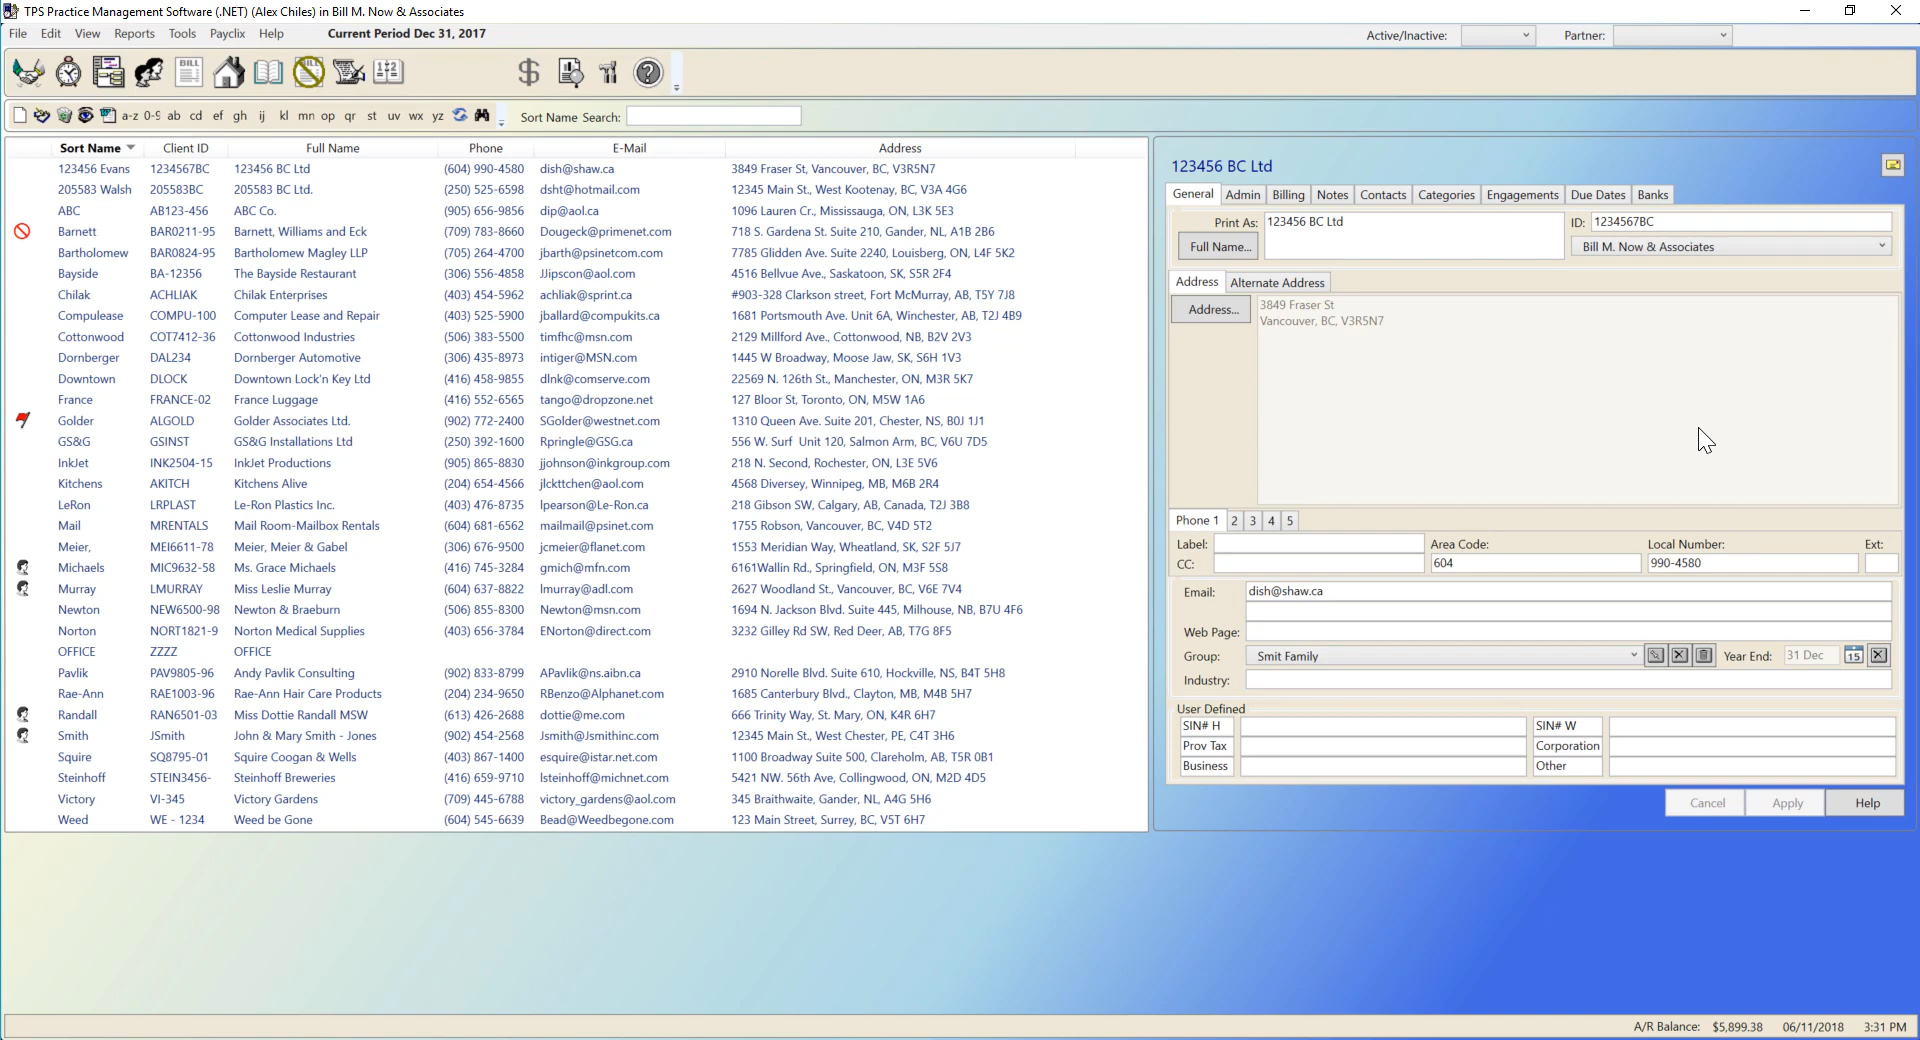 TPS Practice Management Software (.NET) (Alex Chiles) in Bill M. Now & Associates
File Edit View Reports Tools Payclix Help Current Period Dec 31, 2017 Active/Inactive: Partner:
BILL
a-z 0-9 ab cd ef gh ij kl mn op qr st uv wx yz Sort Name Search:
Sort Name Client ID Full Name Phone E-Mail Address
123456 Evans 1234567BC 123456 BC Ltd (604) 990-4580 dish@shaw.ca 3849 Fraser St, Vancouver, BC, V3R5N7
205583 Walsh 205583BC 205583 BC Ltd. (250) 525-6598 dsht@hotmail.com 12345 Main St., West Kootenay, BC, V3A 4G6
ABC AB123-456 ABC Co. (905) 656-9856 dip@aol.ca 1096 Lauren Cr., Mississauga, ON, L3K 5E3
Barnett BAR0211-95 Barnett, Williams and Eck (709) 783-8660 Dougeck@primenet.com 718 S. Gardena St. Suite 210, Gander, NL, A1B 2B6
Bartholomew BAR0824-95 Bartholomew Magley LLP (705) 264-4700 jbarth@psinetcom.com 7785 Glidden Ave. Suite 2240, Louisberg, ON, L4F 5K2
Bayside BA-12356 The Bayside Restaurant (306) 556-4858 JJipscon@aol.com 4516 Bellvue Ave., Saskatoon, SK, S5R 2F4
Chilak ACHLIAK Chilak Enterprises (403) 454-5962 achliak@sprint.ca #903-328 Clarkson street, Fort McMurray, AB, T5Y 7J8
Compulease COMPU-100 Computer Lease and Repair (403) 525-5900 jballard@compukits.ca 1681 Portsmouth Ave. Unit 6A, Winchester, AB, T2J 4B9
Cottonwood COT7412-36 Cottonwood Industries (506) 383-5500 timfhc@msn.com 2129 Millford Ave., Cottonwood, NB, B2V 2V3
Dornberger DAL234 Dornberger Automotive (306) 435-8973 intiger@MSN.com 1445 W Broadway, Moose Jaw, SK, S6H 1V3
Downtown DLOCK Downtown Lock'n Key Ltd (416) 458-9855 dlnk@comserve.com 22569 N. 126th St., Manchester, ON, M3R 5K7
France FRANCE-02 France Luggage (416) 552-6565 tango@dropzone.net 127 Bloor St, Toronto, ON, M5W 1A6
Golder ALGOLD Golder Associates Ltd. (902) 772-2400 SGolder@westnet.com 1310 Queen Ave. Suite 201, Chester, NS, B0J 1J1
GS&G GSINST GS&G Installations Ltd (250) 392-1600 Rpringle@GSG.ca 556 W. Surf Unit 120, Salmon Arm, BC, V6U 7D5
InkJet INK2504-15 InkJet Productions (905) 865-8830 jjohnson@inkgroup.com 218 N. Second, Rochester, ON, L3E 5V6
Kitchens AKITCH Kitchens Alive (204) 654-4566 jlckttchen@aol.com 4568 Diversey, Winnipeg, MB, M6B 2R4
LeRon LRPLAST Le-Ron Plastics Inc. (403) 476-8735 lpearson@Le-Ron.ca 218 Gibson SW, Calgary, AB, Canada, T2J 3B8
Mail MRENTALS Mail Room-Mailbox Rentals (604) 681-6562 mailmail@psinet.com 1755 Robson, Vancouver, BC, V4D 5T2
Meier, MEI6611-78 Meier, Meier & Gabel (306) 676-9500 jcmeier@flanet.com 1553 Meridian Way, Wheatland, SK, S2F 5J7
Michaels MIC9632-58 Ms. Grace Michaels (416) 745-3284 gmich@mfn.com 6161Wallin Rd., Springfield, ON, M3F 5S8
Murray LMURRAY Miss Leslie Murray (604) 637-8822 lmurray@adl.com 2627 Woodland St., Vancouver, BC, V6E 7V4
Newton NEW6500-98 Newton & Braeburn (506) 855-8300 Newton@msn.com 1694 N. Jackson Blvd. Suite 445, Milhouse, NB, B7U 4F6
Norton NORT1821-9 Norton Medical Supplies (403) 656-3784 ENorton@direct.com 3232 Gilley Rd SW, Red Deer, AB, T7G 8F5
OFFICE ZZZZ OFFICE
Pavlik PAV9805-96 Andy Pavlik Consulting (902) 833-8799 APavlik@ns.aibn.ca 2910 Norelle Blvd. Suite 610, Hockville, NS, B4T 5H8
Rae-Ann RAE1003-96 Rae-Ann Hair Care Products (204) 234-9650 RBenzo@Alphanet.com 1685 Canterbury Blvd., Clayton, MB, M4B 5H7
Randall RAN6501-03 Miss Dottie Randall MSW (613) 426-2688 dottie@me.com 666 Trinity Way, St. Mary, ON, K4R 6H7
Smith JSmith John & Mary Smith - Jones (902) 454-2568 Jsmith@Jsmithinc.com 12345 Main St., West Chester, PE, C4T 3H6
Squire SQ8795-01 Squire Coogan & Wells (403) 867-1400 esquire@istar.net.com 1100 Broadway Suite 500, Clareholm, AB, T5R 0B1
Steinhoff STEIN3456- Steinhoff Breweries (416) 659-9710 lsteinhoff@michnet.com 5421 NW. 56th Ave, Collingwood, ON, M2D 4D5
Victory VI-345 Victory Gardens (709) 445-6788 victory_gardens@aol.com 345 Braithwaite, Gander, NL, A4G 5H6
Weed WE - 1234 Weed be Gone (604) 545-6639 Bead@Weedbegone.com 123 Main Street, Surrey, BC, V5T 6H7
123456 BC Ltd
General Admin Billing Notes Contacts Categories Engagements Due Dates Banks
Print As: 123456 BC Ltd ID: 1234567BC
Full Name... Bill M. Now & Associates
Address Alternate Address
Address... 3849 Fraser St
Vancouver, BC, V3R5N7
Phone 1 2 3 4 5
Label: Area Code: Local Number: Ext:
CC: 604 990-4580
Email: dish@shaw.ca
Web Page:
Group: Smit Family Year End: 31 Dec 15
Industry:
User Defined
SIN# H SIN# W
Prov Tax Corporation
Business Other
Cancel Apply Help
A/R Balance: $5,899.38 06/11/2018 3:31 PM